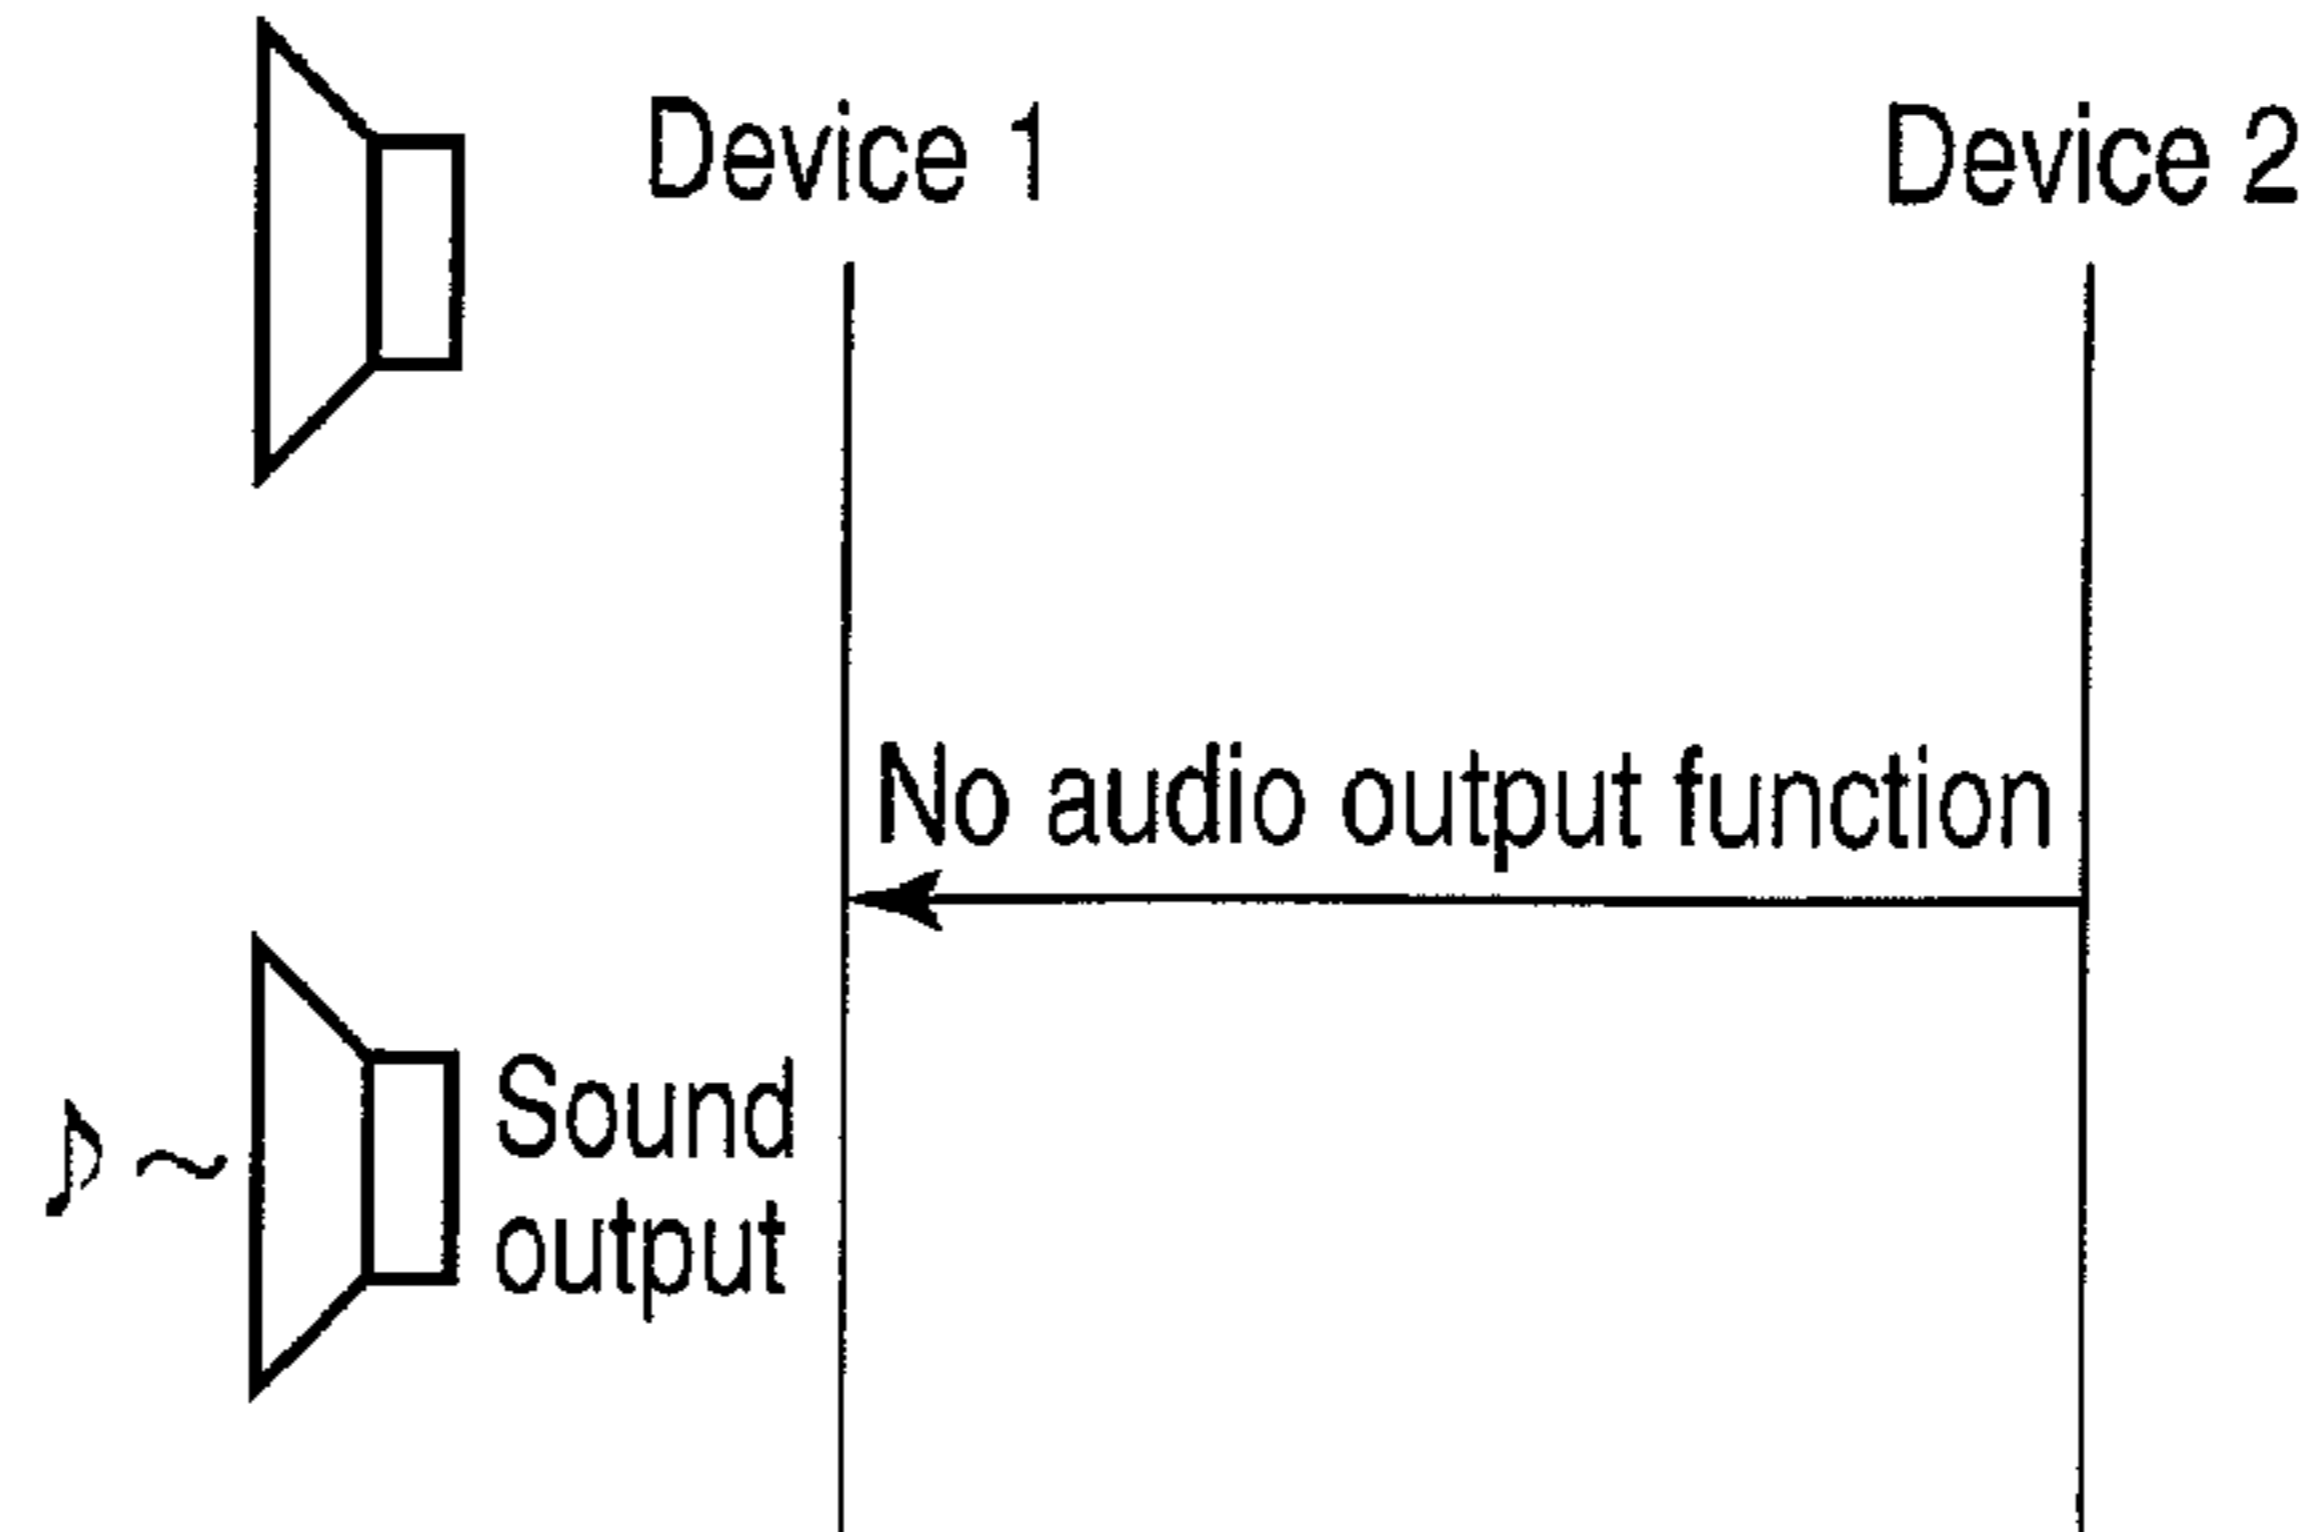 Device 1
Device 2
No audio output function
Sound
output